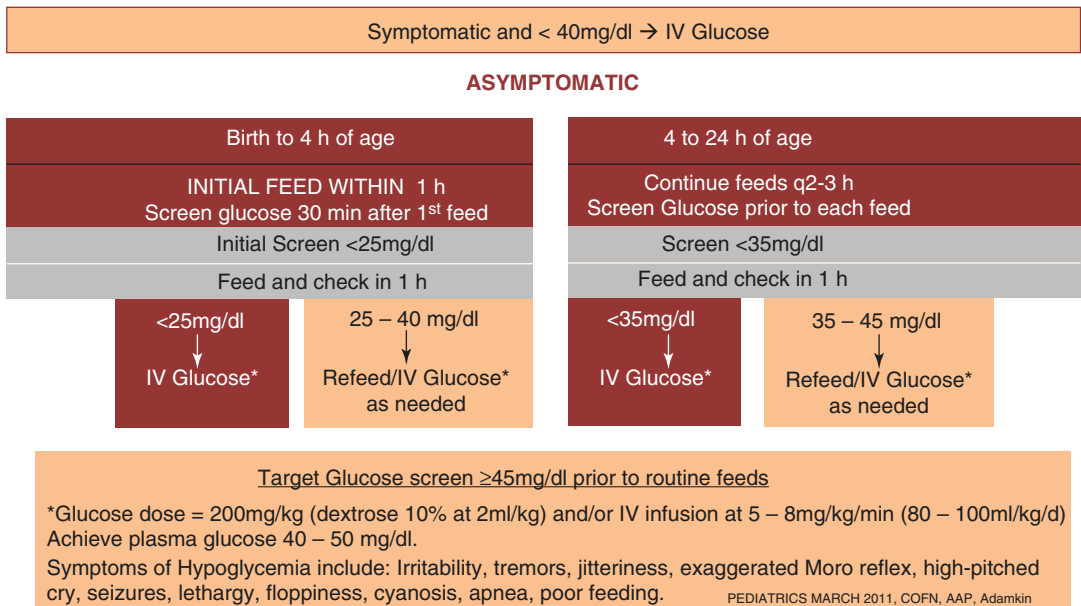 Symptomatic and < 40mg/dl → IV Glucose
ASYMPTOMATIC
Birth to 4 h of age
INITIAL FEED WITHIN 1 h
Screen glucose 30 min after 1st feed
Initial Screen <25mg/dl
Feed and check in 1 h
<25mg/dl
IV Glucose*
25 – 40 mg/dl
Refeed/IV Glucose*
as needed
4 to 24 h of age
Continue feeds q2-3 h
Screen Glucose prior to each feed
Screen <35mg/dl
Feed and check in 1 h
<35mg/dl
IV Glucose*
35 – 45 mg/dl
Refeed/IV Glucose*
as needed
Target Glucose screen ≥45mg/dl prior to routine feeds
*Glucose dose = 200mg/kg (dextrose 10% at 2ml/kg) and/or IV infusion at 5 – 8mg/kg/min (80 – 100ml/kg/d)
Achieve plasma glucose 40 – 50 mg/dl.
Symptoms of Hypoglycemia include: Irritability, tremors, jitteriness, exaggerated Moro reflex, high-pitched
cry, seizures, lethargy, floppiness, cyanosis, apnea, poor feeding.
PEDIATRICS MARCH 2011, COFN, AAP, Adamkin